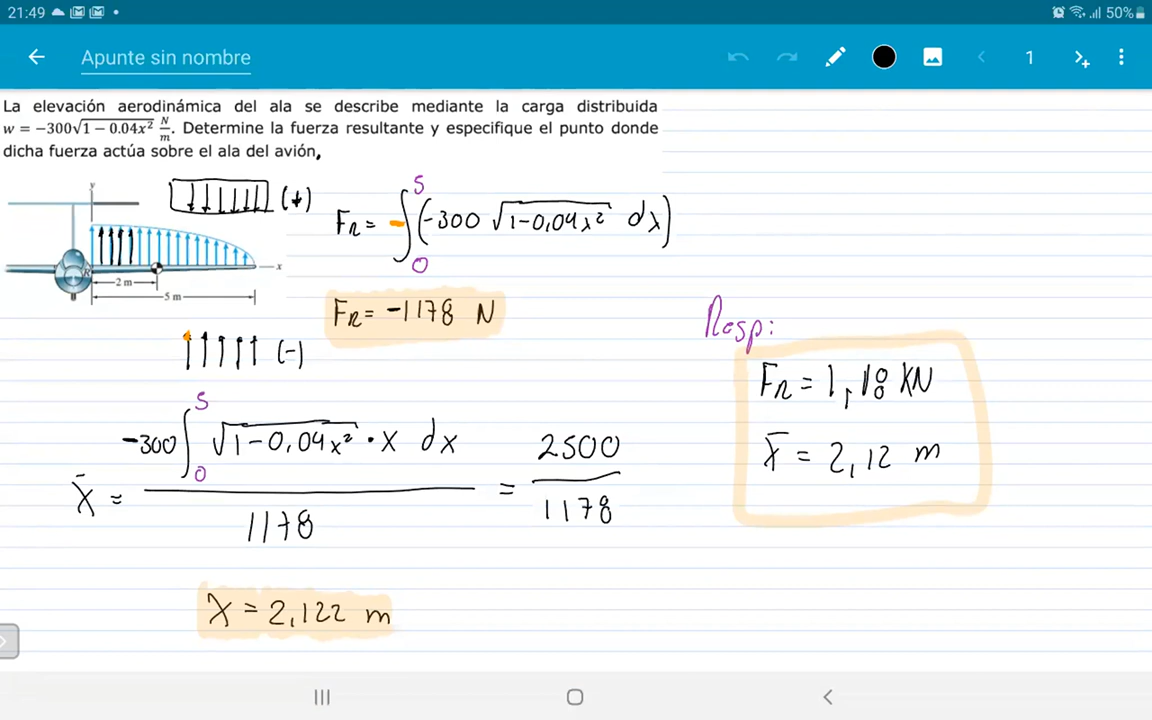 21:49 50%
Apunte sin nombre 1
La elevación aerodinámica del ala se describe mediante la carga distribuida
w = −300√1 − 0.04x² N/m. Determine la fuerza resultante y especifique el punto donde
dicha fuerza actúa sobre el ala del avión,
y
x
2 m
5 m
(+)
F_R = -∫₀⁵ (-300 √1-0,04x² dx)
F_R = -1178 N
(-)
x̄ = -300 ∫₀⁵ √1-0,04x² · x dx / 1178 = 2500 / 1178
x = 2,122 m
Resp:
F_R = 1,18 kN
x̄ = 2,12 m